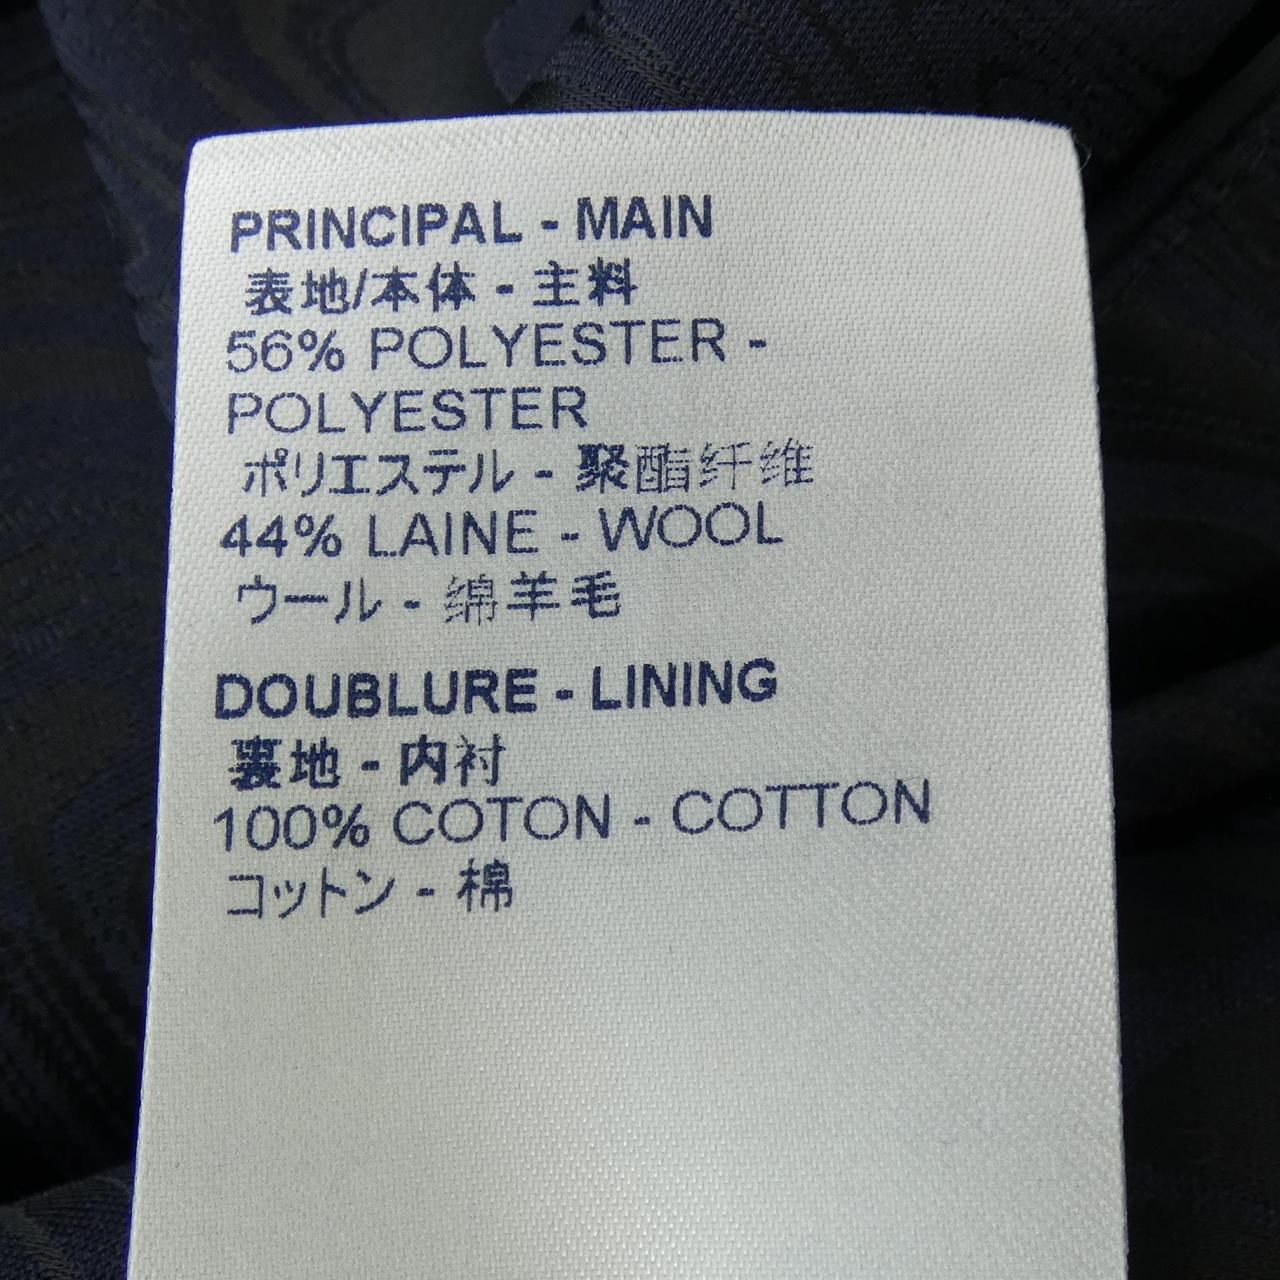 PRINCIPAL - MAIN
表地/本体 - 主料
56% POLYESTER -
POLYESTER
ポリエステル - 聚酯纤维
44% LAINE - WOOL
ウール - 绵羊毛
DOUBLURE - LINING
裏地 - 内衬
100% COTON - COTTON
コットン - 棉